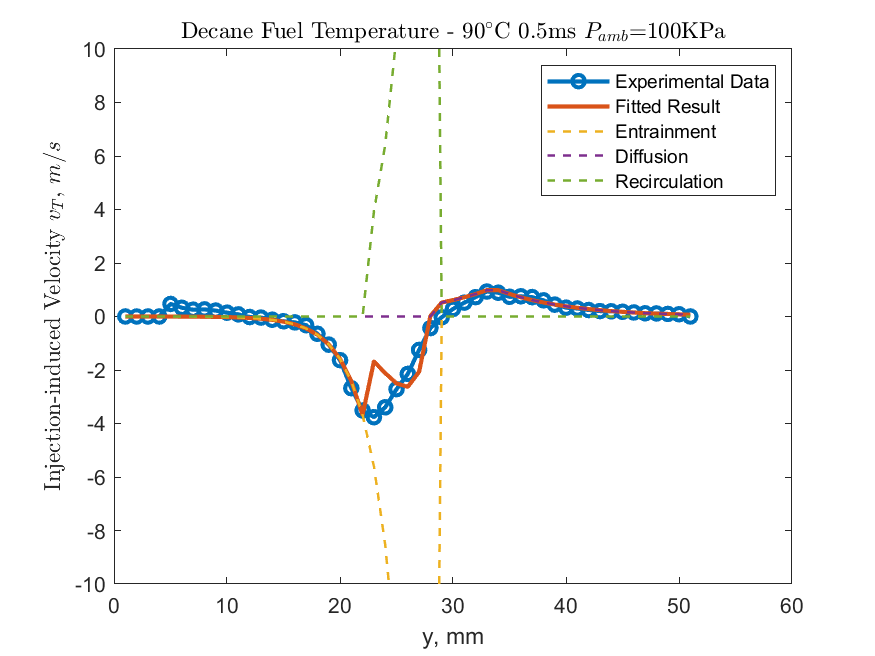 Decane Fuel Temperature - 90°C 0.5ms P_amb=100KPa
Experimental Data
Fitted Result
Entrainment
Diffusion
Recirculation
Injection-induced Velocity v_T, m/s
10
8
6
4
2
0
-2
-4
-6
-8
-10
0 10 20 30 40 50 60
y, mm